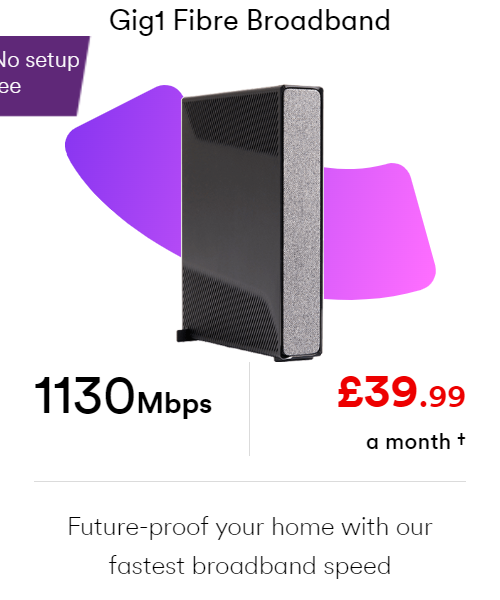 Gig1 Fibre Broadband
No setup
ee
1130Mbps
£39.99
a month †
Future-proof your home with our
fastest broadband speed